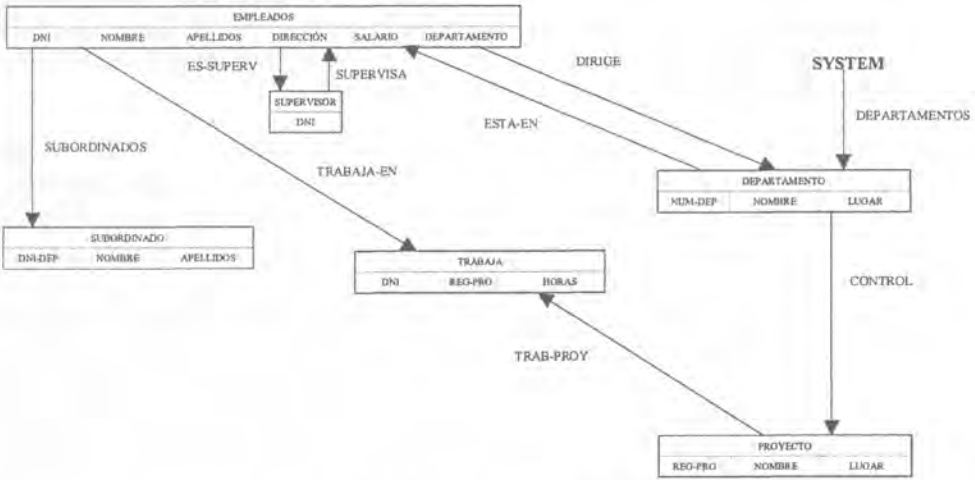 EMPLEADOS
DNI NOMBRE APELLIDOS DIRECCIÓN SALARIO DEPARTAMENTO
ES-SUPERV
SUPERVISA
DIRIGE
SYSTEM
SUPERVISOR
DNI
ESTA-EN
DEPARTAMENTOS
SUBORDINADOS
TRABAJA-EN
DEPARTAMENTO
NUM-DEP NOMBRE LUGAR
SUBORDINADO
DNI-DEP NOMBRE APELLIDOS
TRABAJA
DNI REG-PRO HORAS
CONTROL
TRAB-PROY
PROYECTO
REG-PRO NOMBRE LUGAR